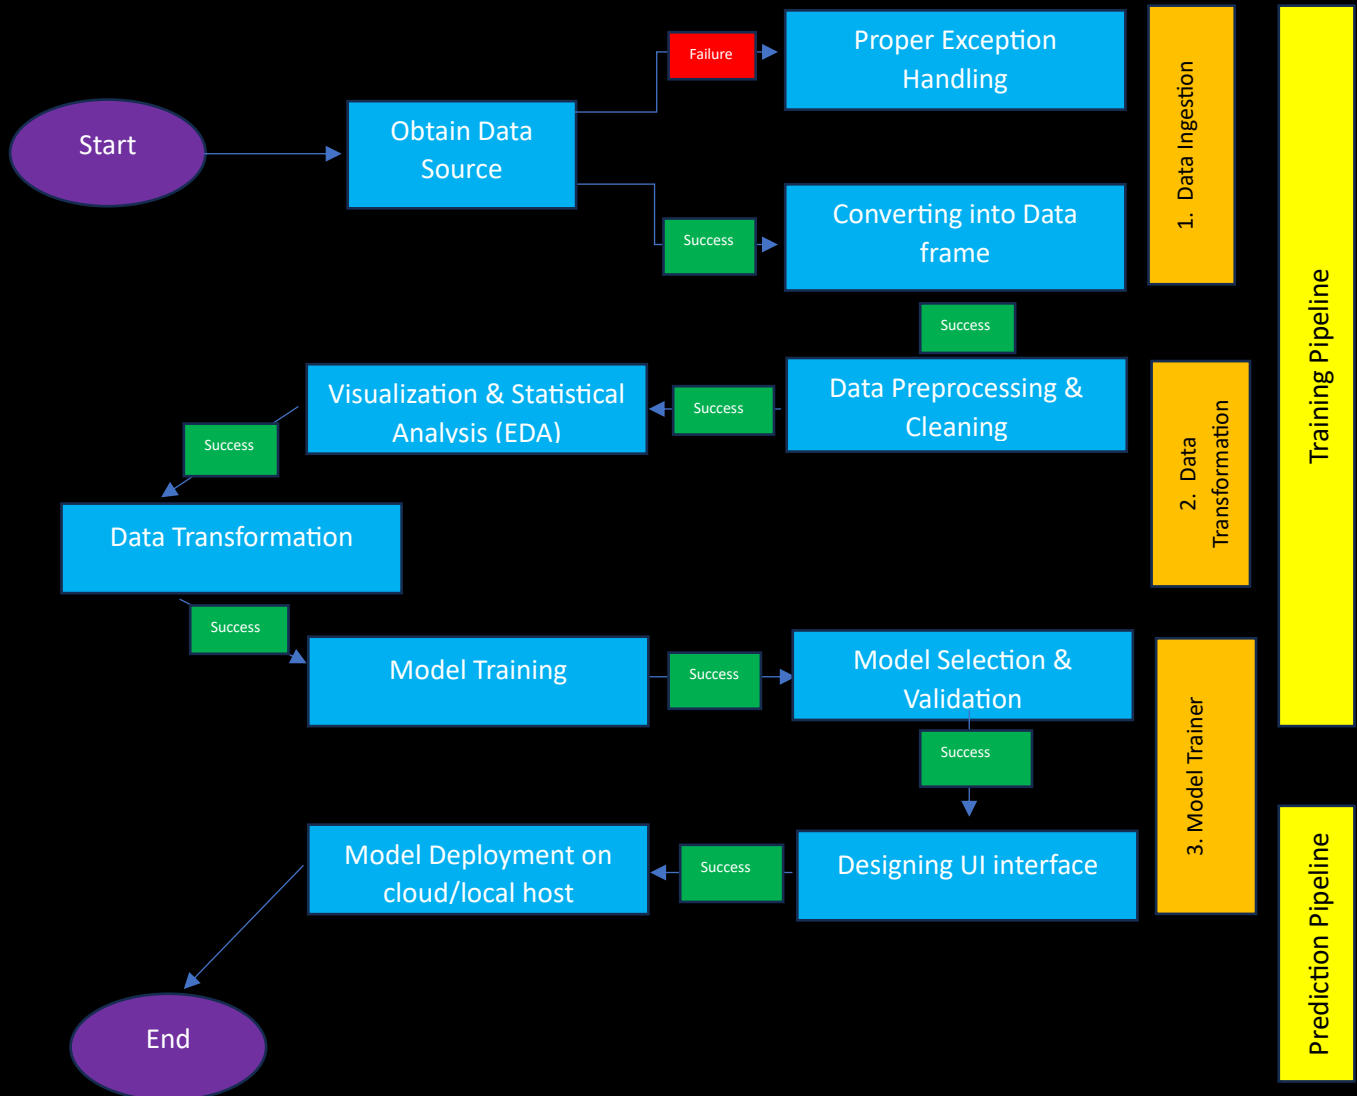 Failure
Proper Exception
Handling
Start
Obtain Data
Source
Success
Converting into Data
frame
1. Data Ingestion
Training Pipeline
Success
Visualization & Statistical
Analysis (EDA)
Success
Data Preprocessing &
Cleaning
Success
2. Data
Transformation
Data Transformation
Success
Model Training
Success
Model Selection &
Validation
Success
3. Model Trainer
Model Deployment on
cloud/local host
Success
Designing UI interface
Prediction Pipeline
End